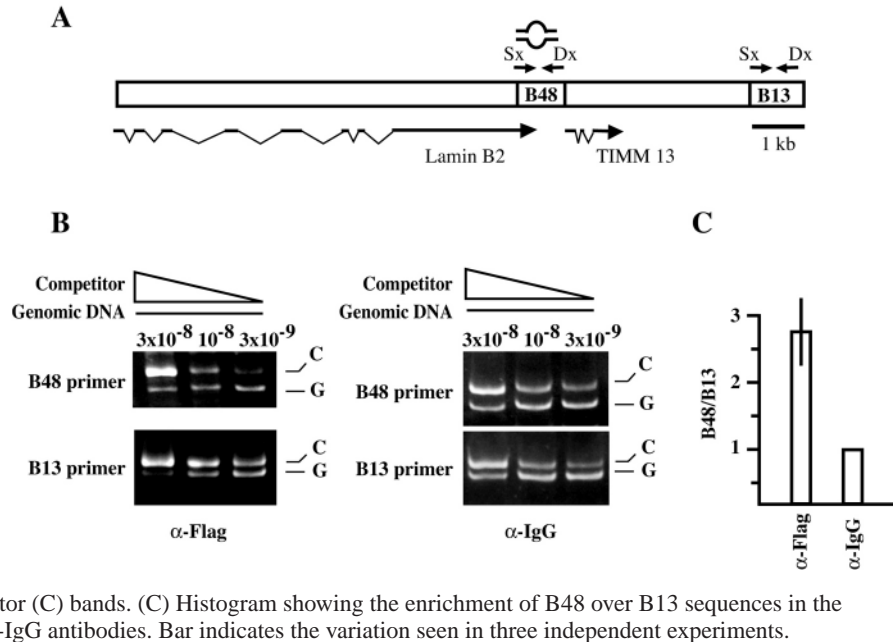 A
Sx Dx
Sx Dx
B48
B13
Lamin B2
TIMM 13
1 kb
B
C
Competitor
Genomic DNA
3x10-8 10-8 3x10-9
B48 primer
C
G
B13 primer
C
G
α-Flag
Competitor
Genomic DNA
3x10-8 10-8 3x10-9
B48 primer
C
G
B13 primer
C
G
α-IgG
B48/B13
3
2
1
α-Flag
α-IgG
tor (C) bands. (C) Histogram showing the enrichment of B48 over B13 sequences in the
-IgG antibodies. Bar indicates the variation seen in three independent experiments.